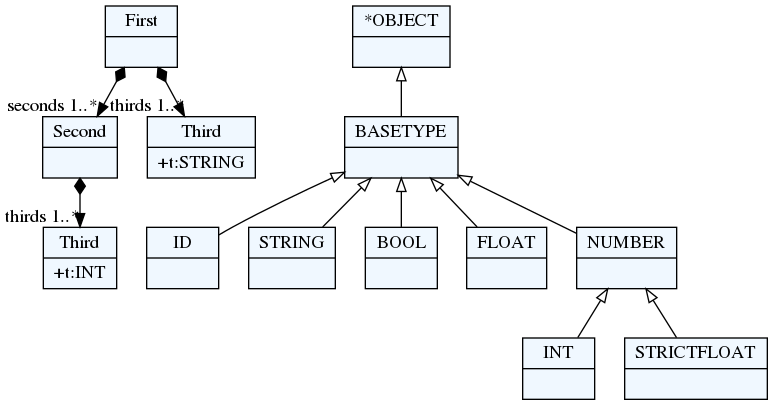 First
*OBJECT
seconds 1..*
thirds 1..*
Second
Third
+t:STRING
BASETYPE
thirds 1..*
Third
+t:INT
ID
STRING
BOOL
FLOAT
NUMBER
INT
STRICTFLOAT